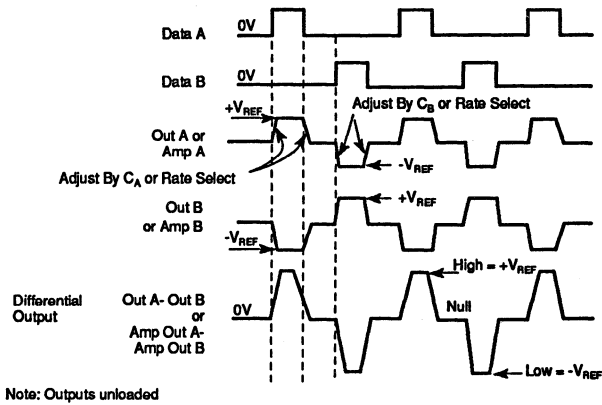 Data A
0V
Data B
0V
+VREF
Adjust By CB or Rate Select
Out A or
Amp A
-VREF
Adjust By CA or Rate Select
Out B
or Amp B
+VREF
-VREF
High = +VREF
Differential
Output
Out A- Out B
or
Amp Out A-
Amp Out B
0V
Null
Low = -VREF
Note: Outputs unloaded